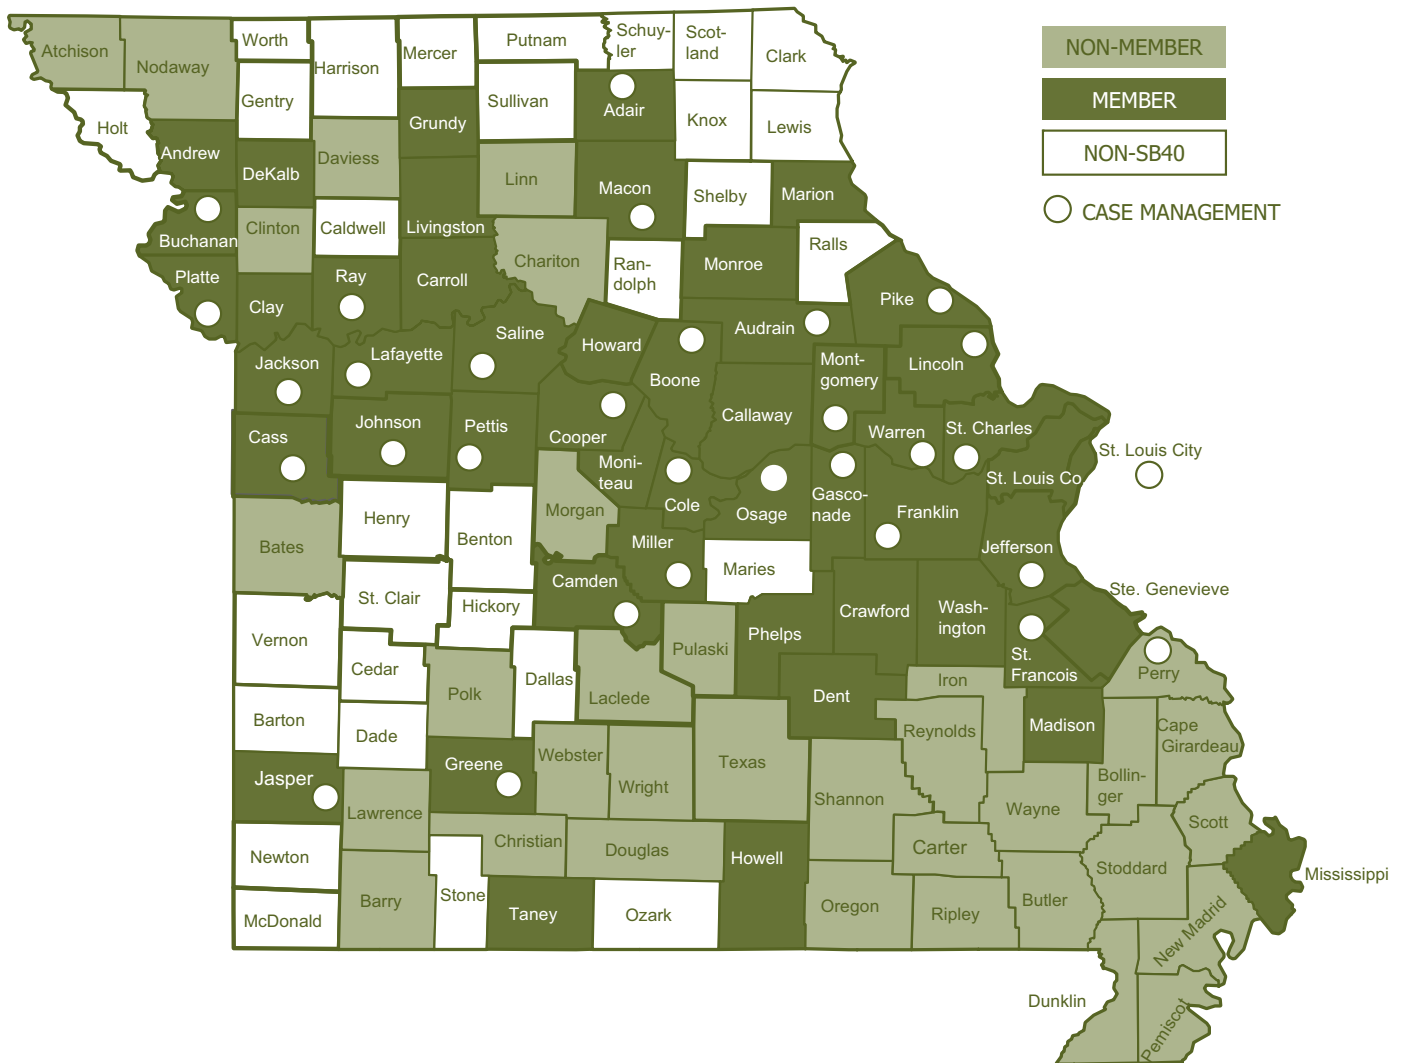 Atchison
Nodaway
Worth
Harrison
Mercer
Putnam
Schuy-
ler
Scot-
land
Clark
NON-MEMBER
MEMBER
NON-SB40
CASE MANAGEMENT
Holt
Gentry
Sullivan
Adair
Knox
Lewis
Andrew
DeKalb
Daviess
Grundy
Linn
Macon
Shelby
Marion
Buchanan
Clinton
Caldwell
Livingston
Chariton
Ran-
dolph
Monroe
Ralls
Platte
Clay
Ray
Carroll
Saline
Howard
Boone
Audrain
Pike
Jackson
Lafayette
Mont-
gomery
Lincoln
Cass
Johnson
Pettis
Cooper
Callaway
Warren
St. Charles
St. Louis City
St. Louis Co.
Moni-
teau
Cole
Osage
Gasco-
nade
Franklin
Jefferson
Bates
Henry
Benton
Morgan
Miller
Maries
Camden
Ste. Genevieve
Vernon
St. Clair
Hickory
Pulaski
Phelps
Crawford
Wash-
ington
St.
Francois
Perry
Cedar
Polk
Dallas
Laclede
Dent
Iron
Madison
Barton
Dade
Reynolds
Cape
Girardeau
Jasper
Greene
Webster
Wright
Texas
Shannon
Wayne
Bollin-
ger
Scott
Lawrence
Christian
Douglas
Howell
Carter
Stoddard
Mississippi
Newton
McDonald
Barry
Stone
Taney
Ozark
Oregon
Ripley
Butler
New Madrid
Dunklin
Pemiscot